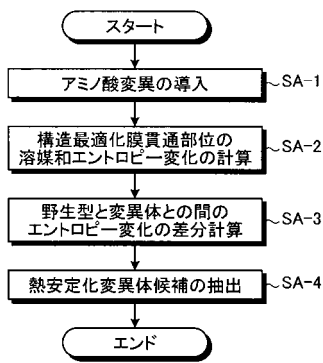 スタート
アミノ酸変異の導入
SA-1
構造最適化膜貫通部位の
溶媒和エントロピー変化の計算
SA-2
野生型と変異体との間の
エントロピー変化の差分計算
SA-3
熱安定化変異体候補の抽出
SA-4
エンド